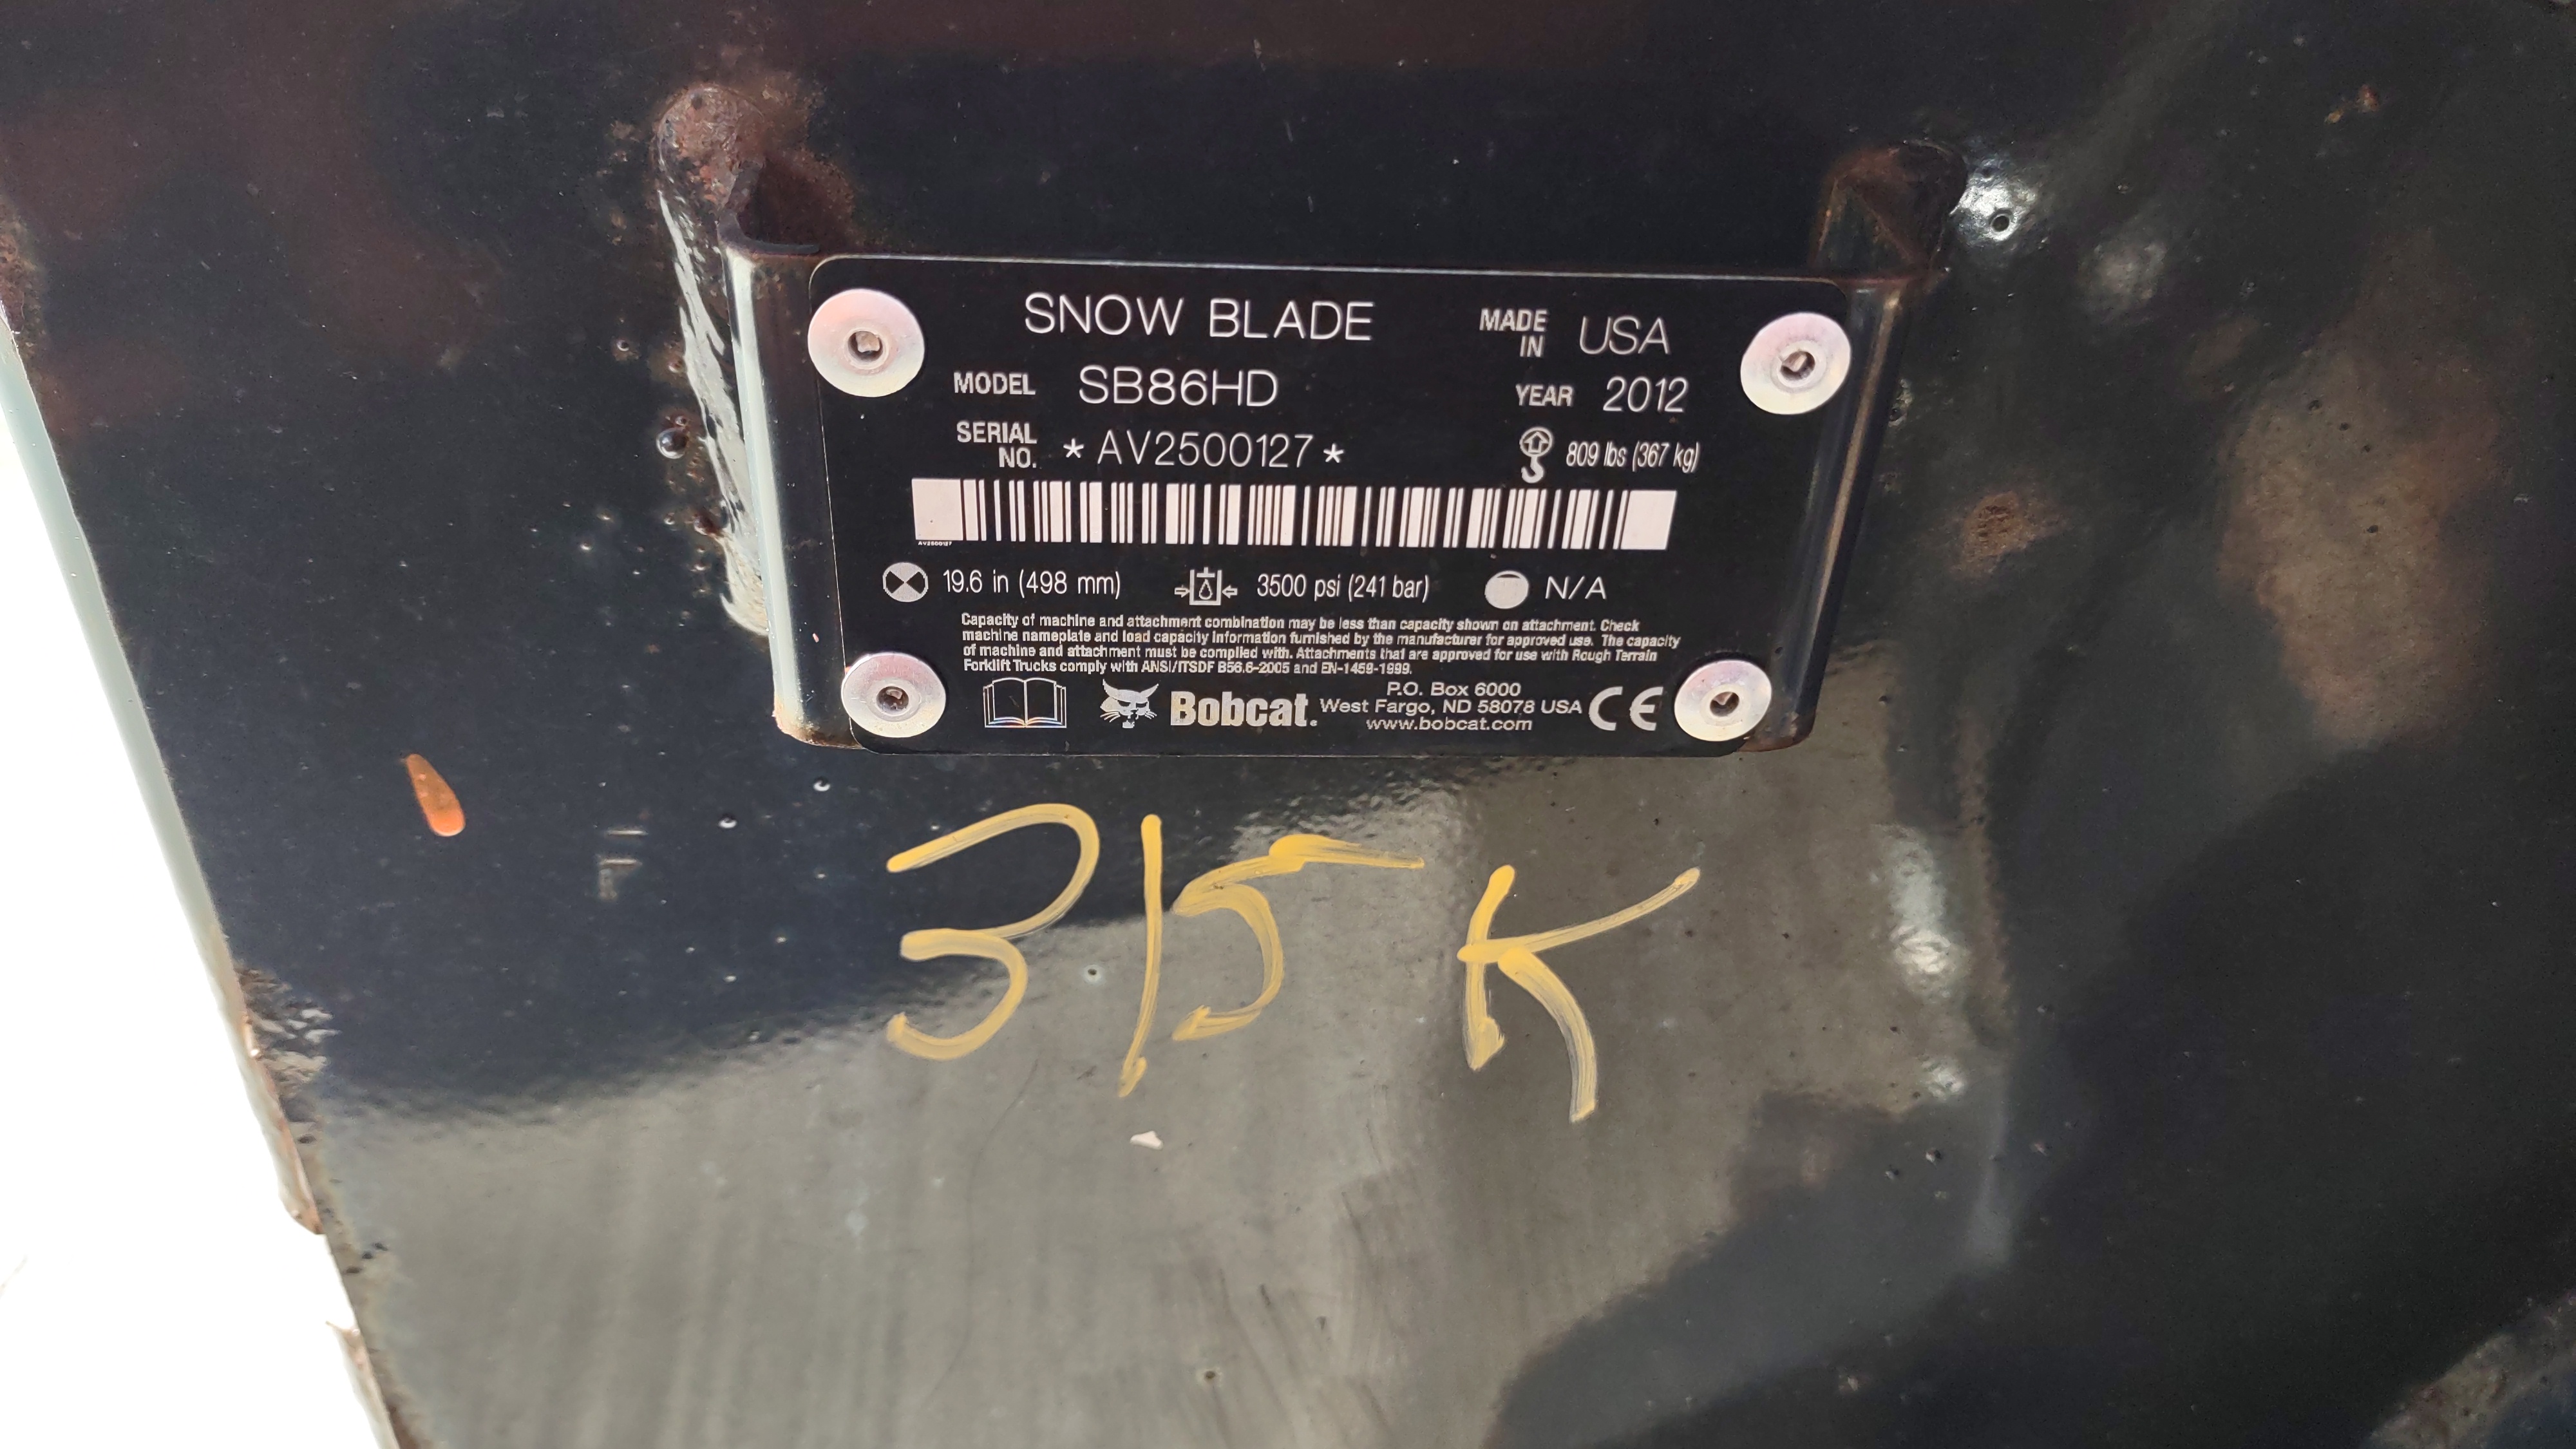 SNOW BLADE
MADE IN USA
MODEL SB86HD
YEAR 2012
SERIAL NO. *AV2500127*
809 lbs (367 kg)
AV2500127
19.6 in (498 mm) 3500 psi (241 bar) N/A
Capacity of machine and attachment combination may be less than capacity shown on attachment. Check
machine nameplate and load capacity information furnished by the manufacturer for approved use. The capacity
of machine and attachment must be complied with. Attachments that are approved for use with Rough Terrain
Forklift Trucks comply with ANSI/ITSDF B56.6-2005 and EN-1459-1999.
Bobcat.
P.O. Box 6000
West Fargo, ND 58078 USA
www.bobcat.com
CE
315 K